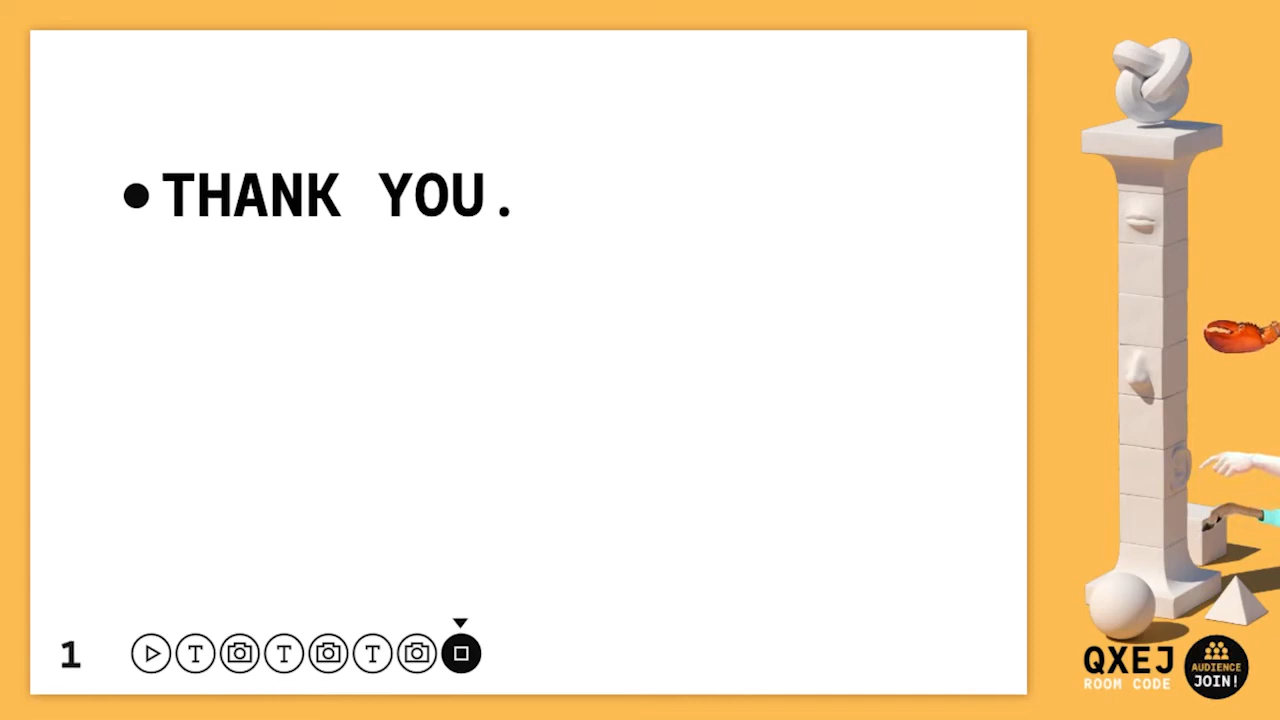 • THANK YOU.
1
T T T
QXEJ
ROOM CODE
AUDIENCE
JOIN!